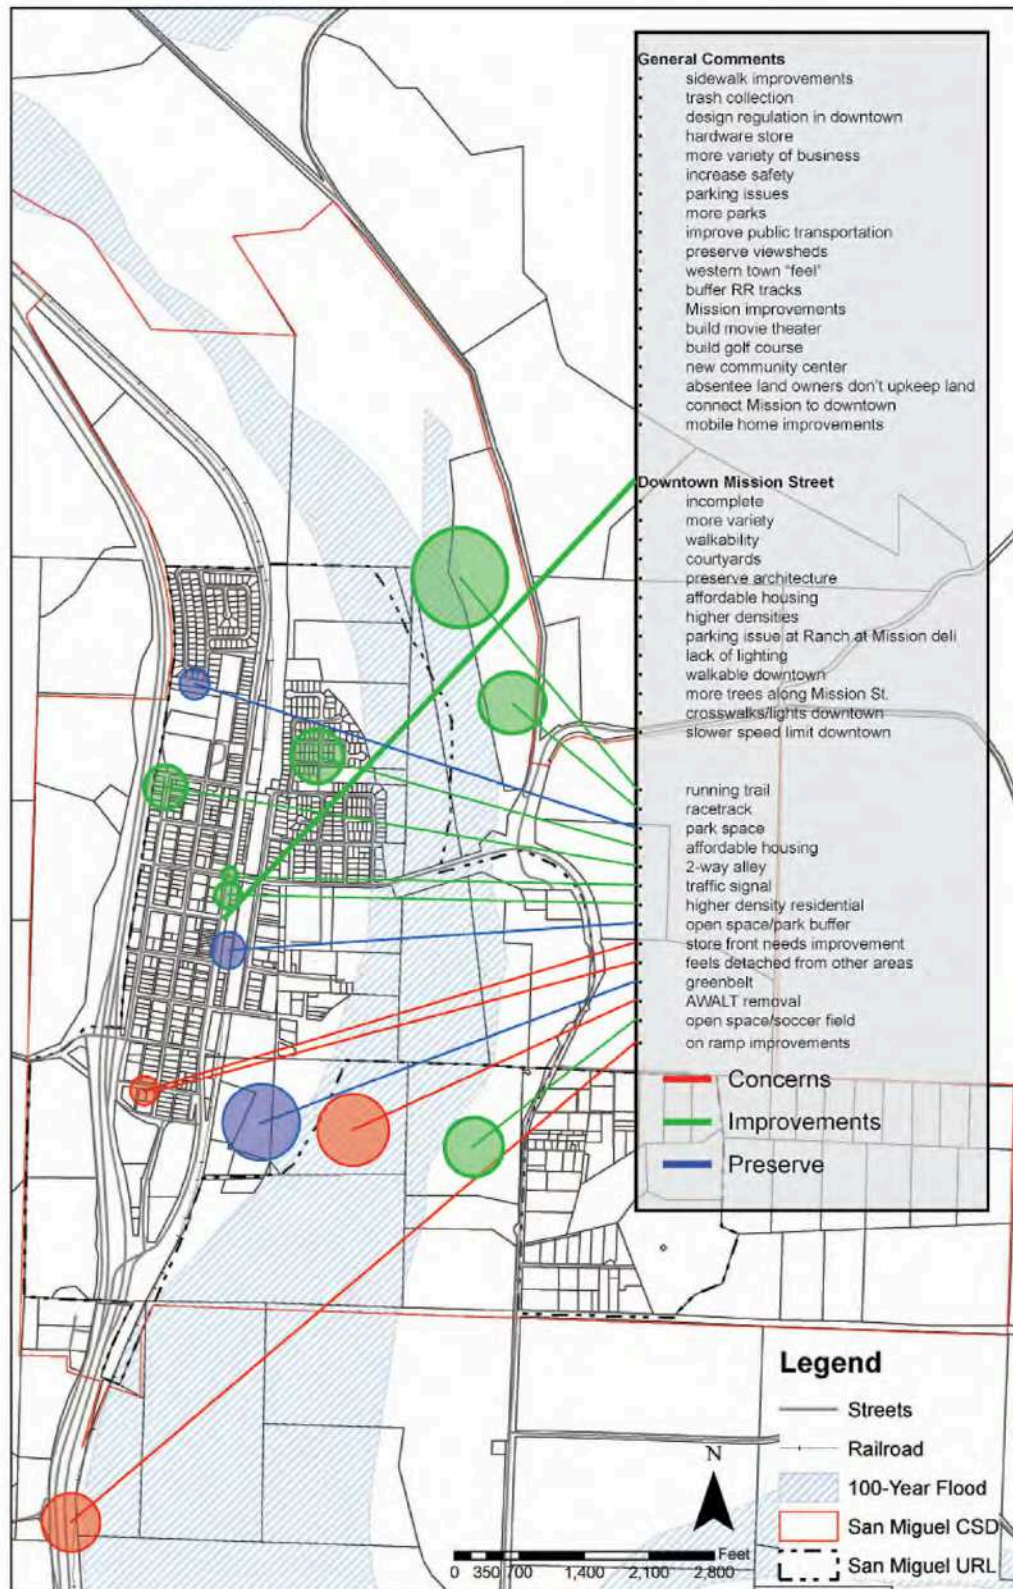 General Comments
• sidewalk improvements
• trash collection
• design regulation in downtown
• hardware store
• more variety of business
• increase safety
• parking issues
• more parks
• improve public transportation
• preserve viewsheds
• western town "feel"
• buffer RR tracks
• Mission improvements
• build movie theater
• build golf course
• new community center
• absentee land owners don't upkeep land
• connect Mission to downtown
• mobile home improvements
Downtown Mission Street
• incomplete
• more variety
• walkability
• courtyards
• preserve architecture
• affordable housing
• higher densities
• parking issue at Ranch at Mission deli
• lack of lighting
• walkable downtown
• more trees along Mission St.
• crosswalks/lights downtown
• slower speed limit downtown
• running trail
• racetrack
• park space
• affordable housing
• 2-way alley
• traffic signal
• higher density residential
• open space/park buffer
• store front needs improvement
• feels detached from other areas
• greenbelt
• AWALT removal
• open space/soccer field
• on ramp improvements
Concerns
Improvements
Preserve
Legend
Streets
Railroad
100-Year Flood
San Miguel CSD
San Miguel URL
N
Feet
0 350 700 1,400 2,100 2,800